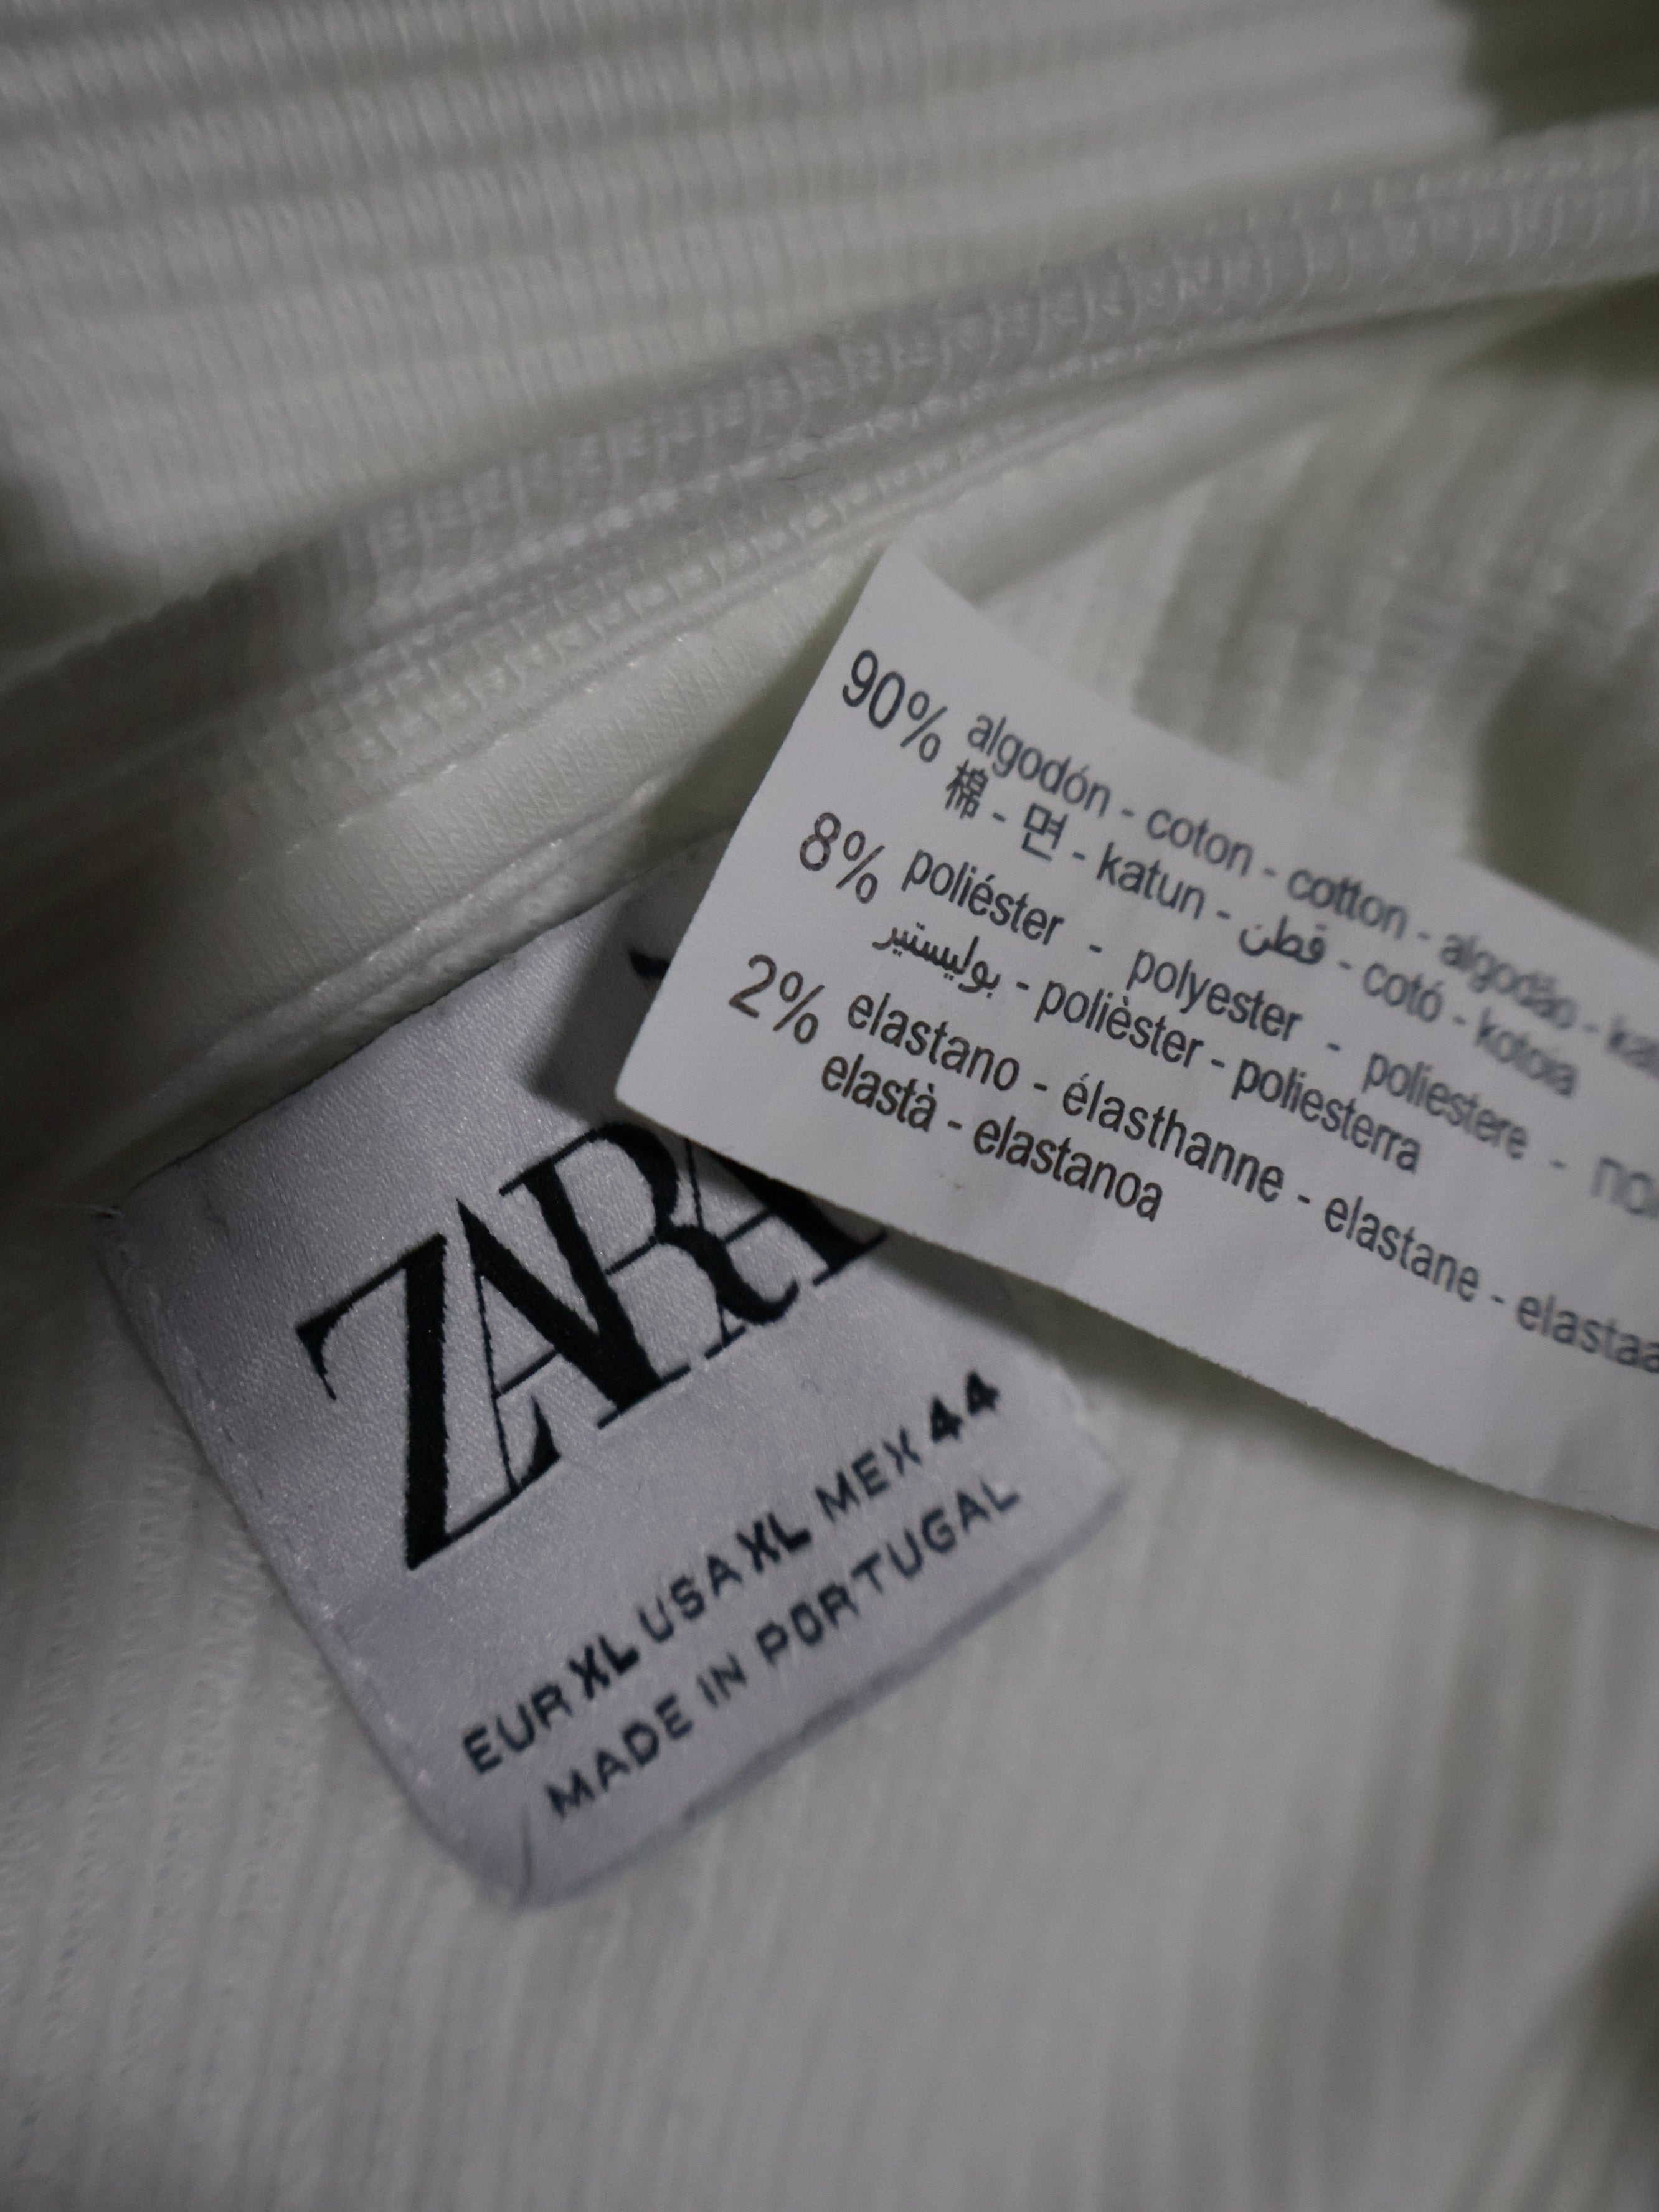 90% algodón - coton - cotton - algodão -
棉 - 면 - katun - قطن - cotó - kotoia
8% poliéster - polyester - poliestere -
بوليستير - polièster - poliesterra
2% elastano - élasthanne - elastane -
elastà - elastanoa
ZARA
EUR XL USA XL MEX 44
MADE IN PORTUGAL